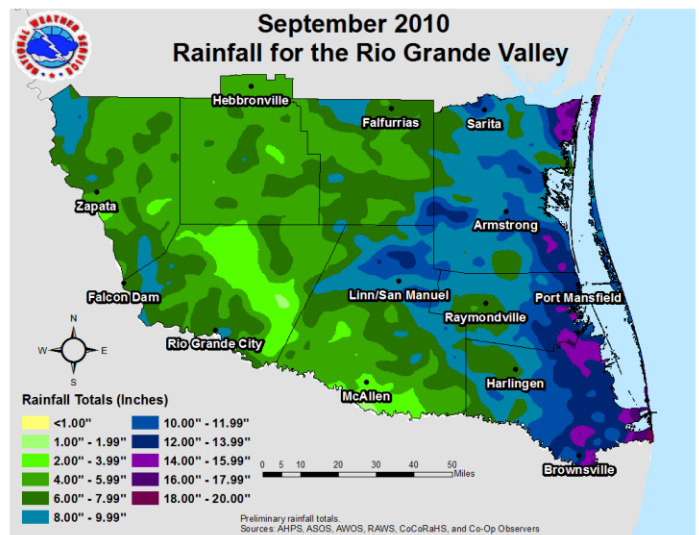 September 2010
Rainfall for the Rio Grande Valley
NATIONAL WEATHER SERVICE
Hebbronville
Falfurrias
Sarita
Zapata
Armstrong
Falcon Dam
Linn/San Manuel
Port Mansfield
Raymondville
Rio Grande City
N
W
E
S
Harlingen
McAllen
Rainfall Totals (Inches)
<1.00"
1.00" - 1.99"
2.00" - 3.99"
4.00" - 5.99"
6.00" - 7.99"
8.00" - 9.99"
10.00" - 11.99"
12.00" - 13.99"
14.00" - 15.99"
16.00" - 17.99"
18.00" - 20.00"
0 5 10 20 30 40 50
Miles
Brownsville
Preliminary rainfall totals.
Sources: AHPS, ASOS, AWOS, RAWS, CoCoRaHS, and Co-Op Observers